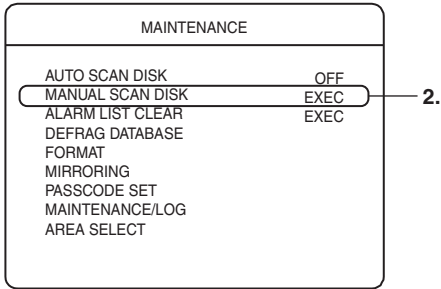 MAINTENANCE
AUTO SCAN DISK OFF
MANUAL SCAN DISK EXEC 2.
ALARM LIST CLEAR EXEC
DEFRAG DATABASE
FORMAT
MIRRORING
PASSCODE SET
MAINTENANCE/LOG
AREA SELECT